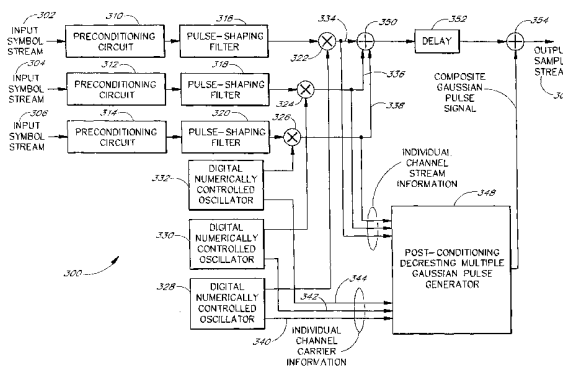 302
INPUT
SYMBOL
STREAM
310
PRECONDITIONING
CIRCUIT
316
PULSE-SHAPING
FILTER
322
334
350
352
DELAY
354
OUTPUT
SAMPLE
STREAM
304
INPUT
SYMBOL
STREAM
312
PRECONDITIONING
CIRCUIT
318
PULSE-SHAPING
FILTER
324
336
338
COMPOSITE
GAUSSIAN
PULSE
SIGNAL
306
INPUT
SYMBOL
STREAM
314
PRECONDITIONING
CIRCUIT
320
PULSE-SHAPING
FILTER
326
332
DIGITAL
NUMERICALLY
CONTROLLED
OSCILLATOR
INDIVIDUAL
CHANNEL
STREAM
INFORMATION
348
POST-CONDITIONING
DECRESTING MULTIPLE
GAUSSIAN PULSE
GENERATOR
330
DIGITAL
NUMERICALLY
CONTROLLED
OSCILLATOR
300
328
DIGITAL
NUMERICALLY
CONTROLLED
OSCILLATOR
344
342
340
INDIVIDUAL
CHANNEL
CARRIER
INFORMATION